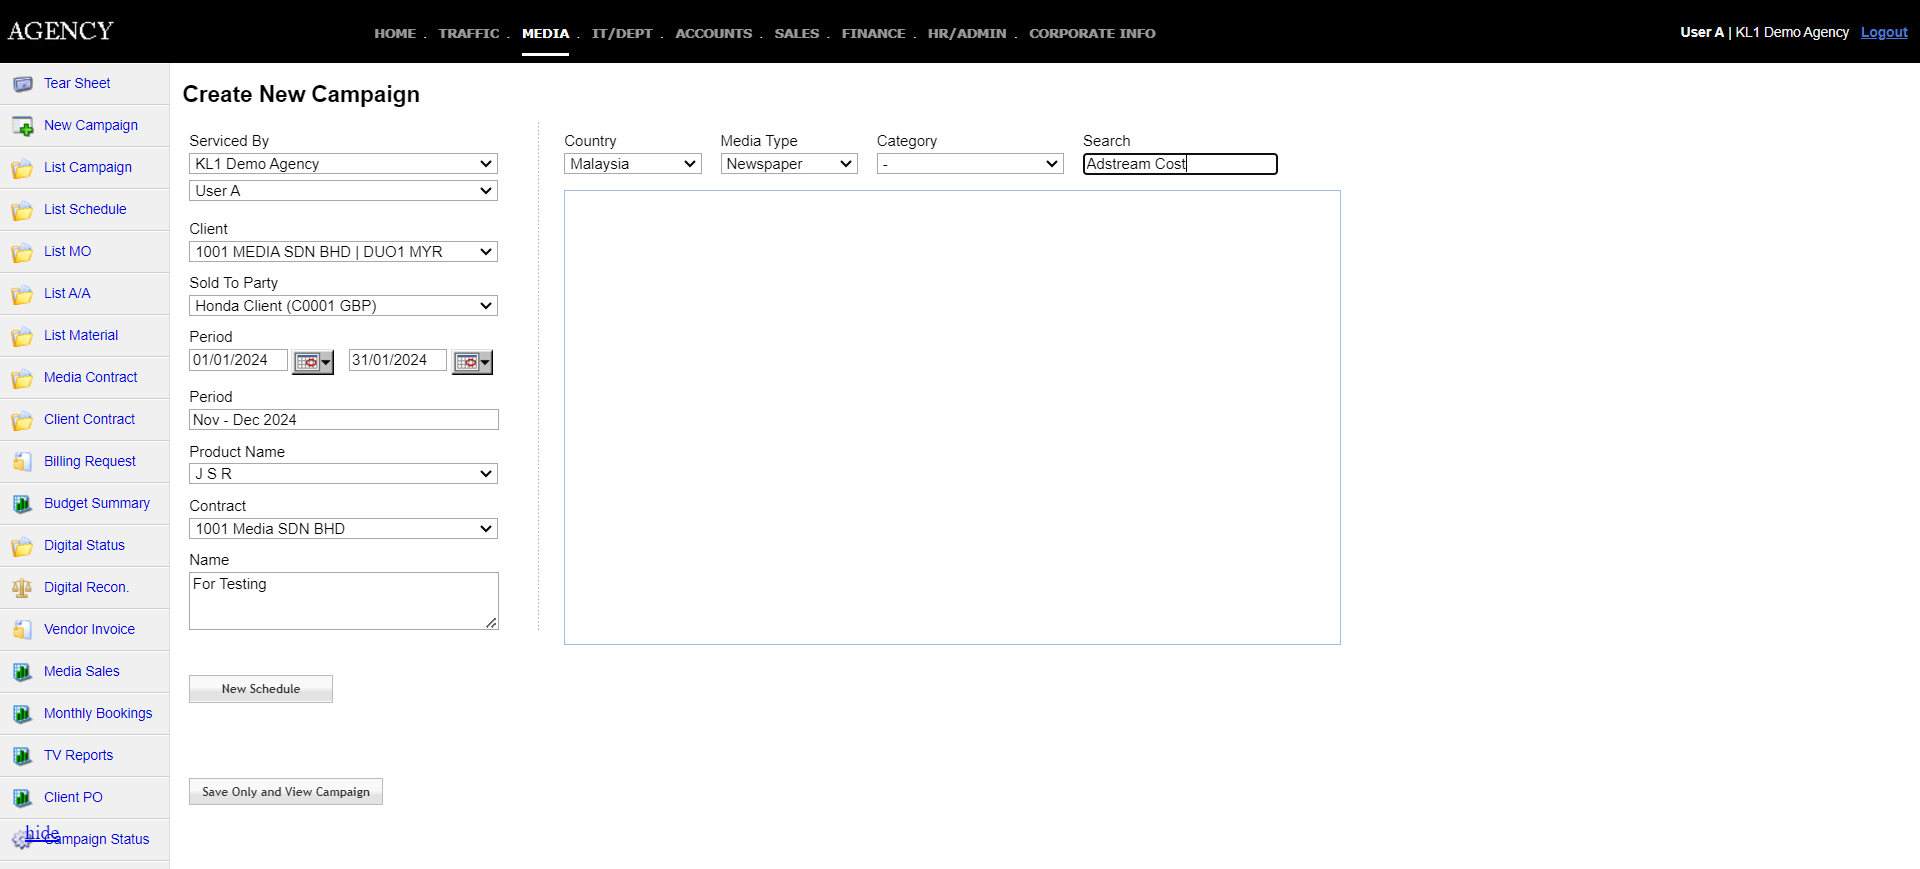 AGENCY
HOME . TRAFFIC . MEDIA . IT/DEPT . ACCOUNTS . SALES . FINANCE . HR/ADMIN . CORPORATE INFO
User A | KL1 Demo Agency Logout
Tear Sheet
New Campaign
List Campaign
List Schedule
List MO
List A/A
List Material
Media Contract
Client Contract
Billing Request
Budget Summary
Digital Status
Digital Recon.
Vendor Invoice
Media Sales
Monthly Bookings
TV Reports
Client PO
hide
Campaign Status
Create New Campaign
Serviced By
KL1 Demo Agency
User A
Client
1001 MEDIA SDN BHD | DUO1 MYR
Sold To Party
Honda Client (C0001 GBP)
Period
01/01/2024 31/01/2024
Period
Nov - Dec 2024
Product Name
J S R
Contract
1001 Media SDN BHD
Name
For Testing
New Schedule
Save Only and View Campaign
Country Media Type Category Search
Malaysia Newspaper - Adstream Cost